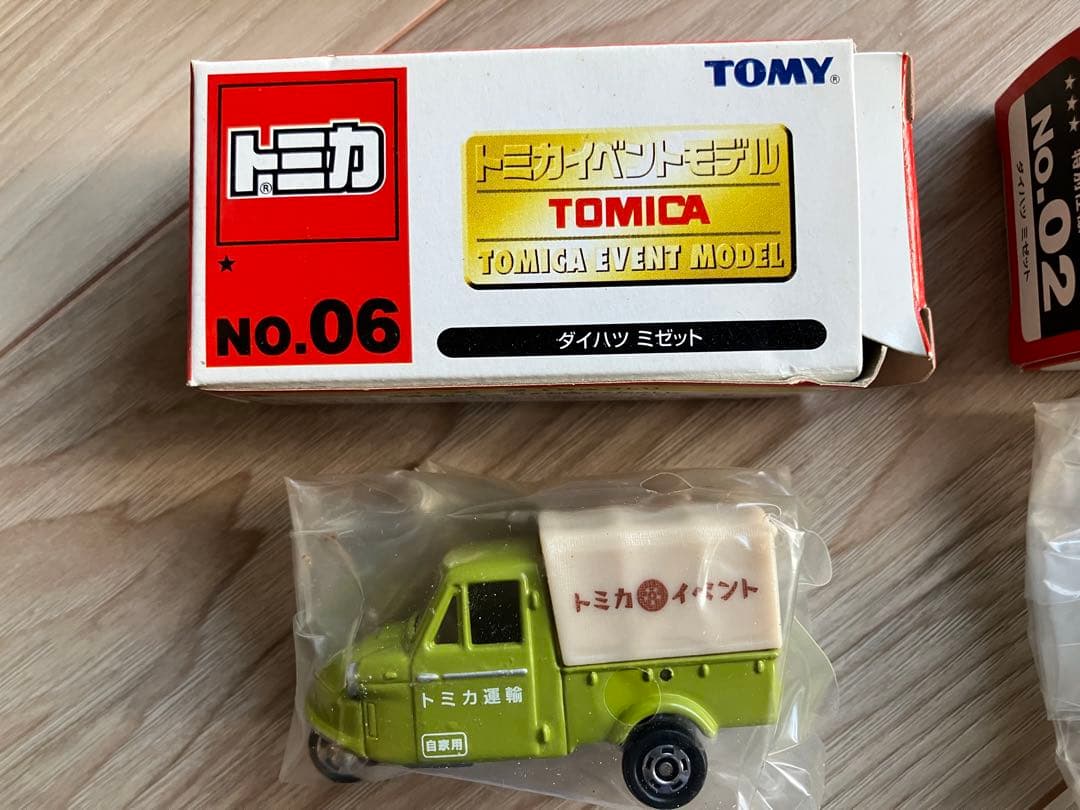 TOMY®
トミカ®
トミカイベントモデル
TOMICA
TOMICA EVENT MODEL
★
NO.06
ダイハツ ミゼット
★★★
NO.02
ダイハツ ミゼット
トミカ イベント
トミカ運輸
自家用